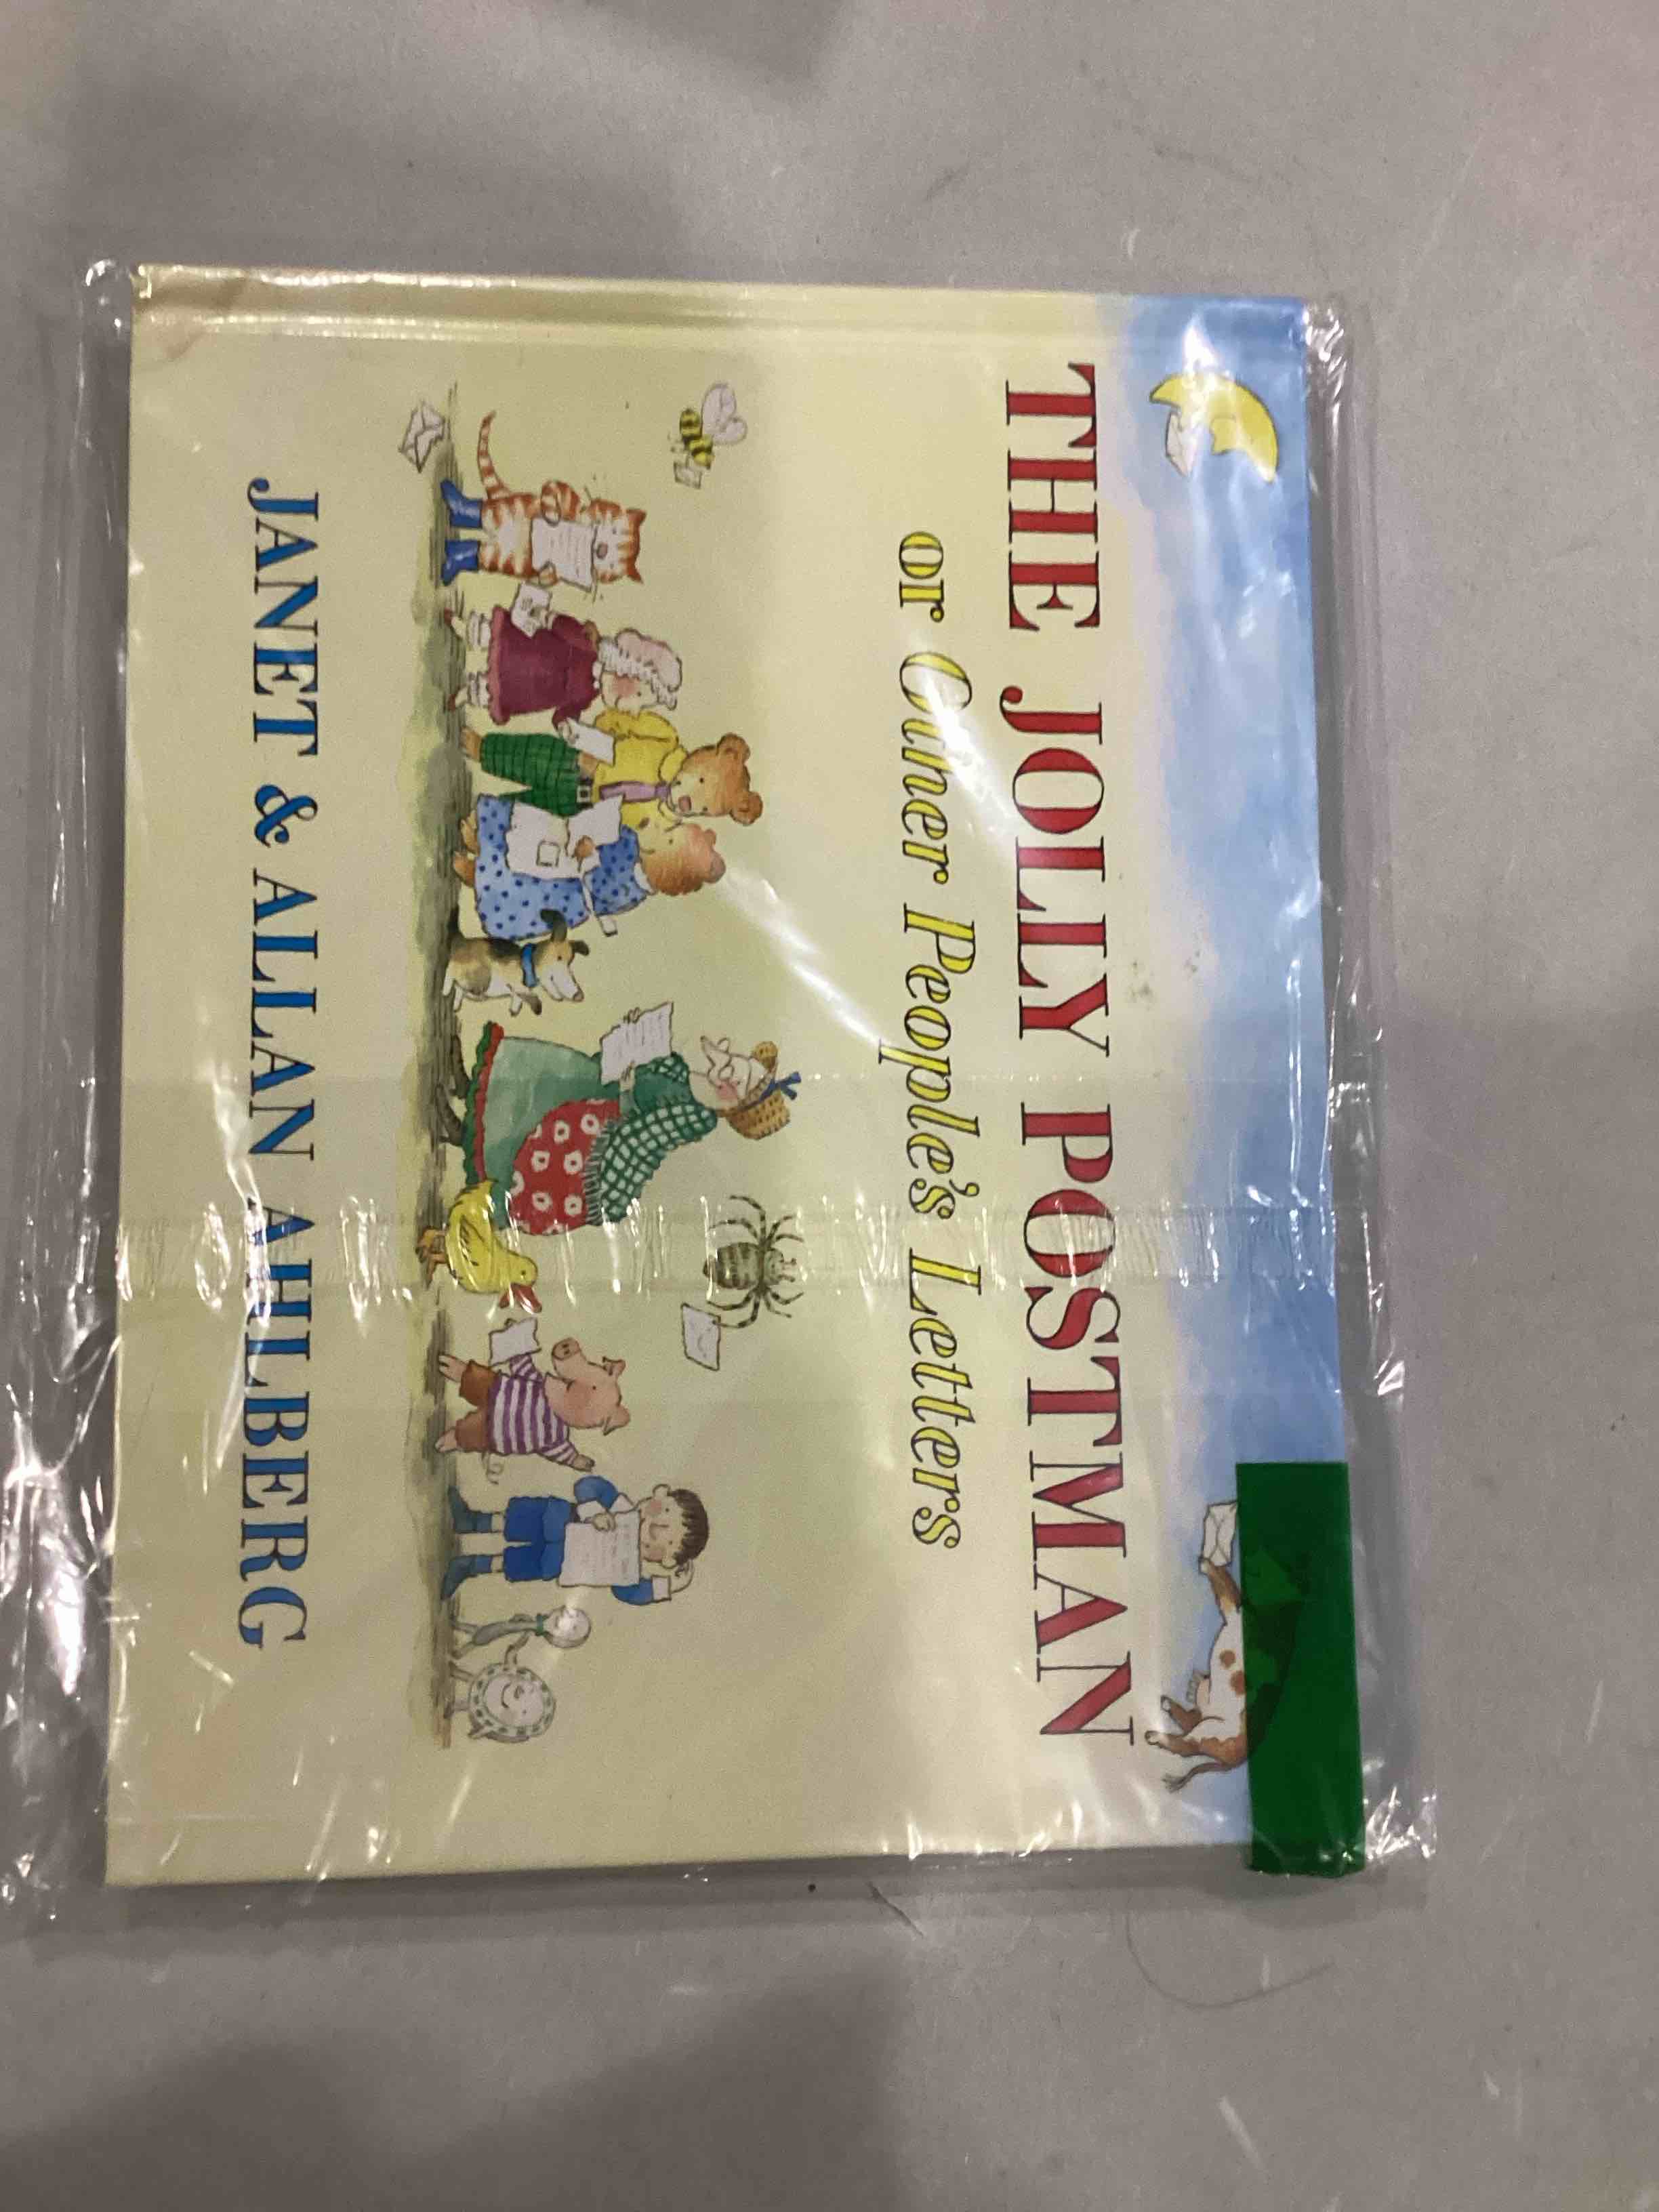 THE JOLLY POSTMAN
or Other People's Letters
JANET & ALLAN AHLBERG